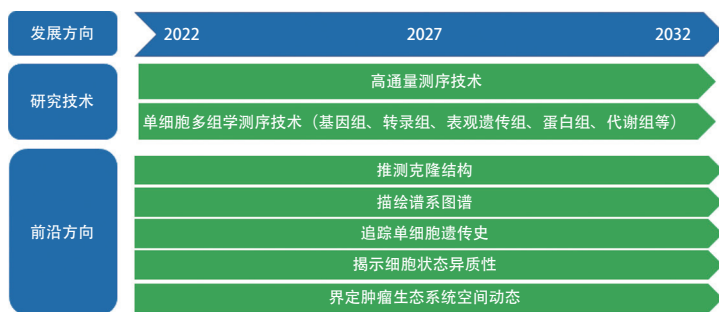 发展方向
2022
2027
2032
研究技术
高通量测序技术
单细胞多组学测序技术（基因组、转录组、表观遗传组、蛋白组、代谢组等）
前沿方向
推测克隆结构
描绘谱系图谱
追踪单细胞遗传史
揭示细胞状态异质性
界定肿瘤生态系统空间动态